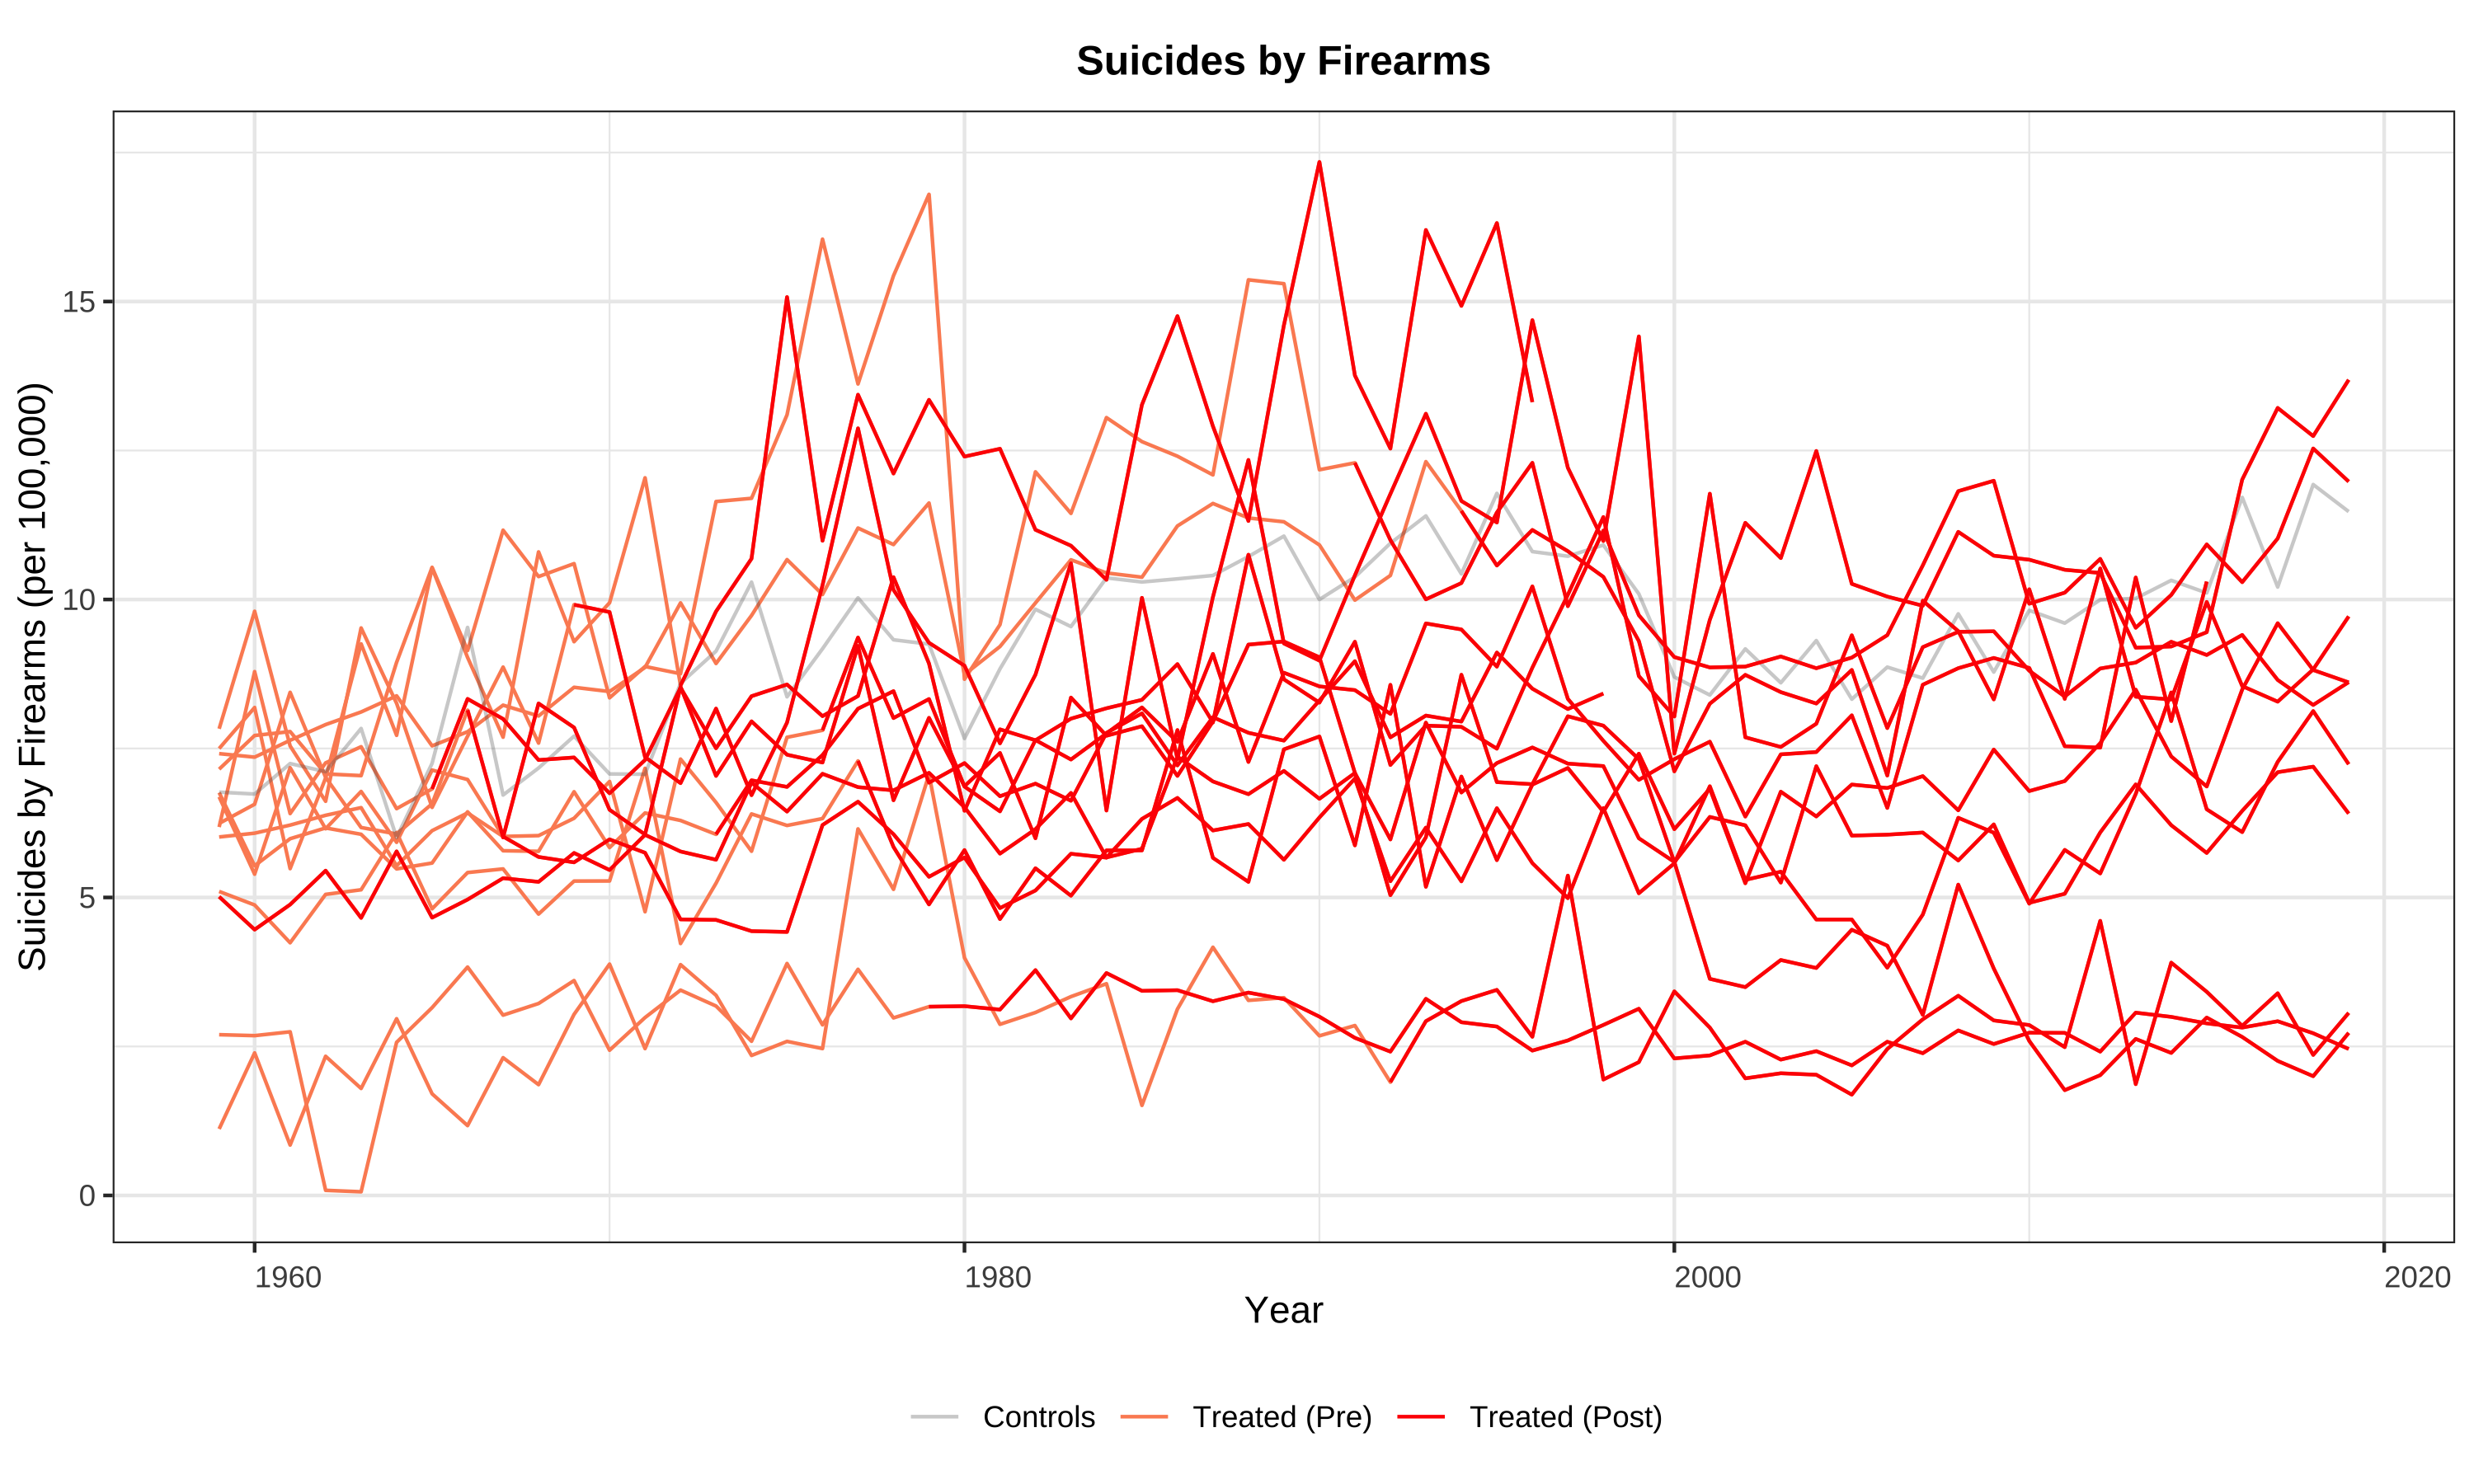 Suicides by Firearms
Suicides by Firearms (per 100,000)
15
10
5
0
1960
1980
2000
2020
Year
Controls
Treated (Pre)
Treated (Post)